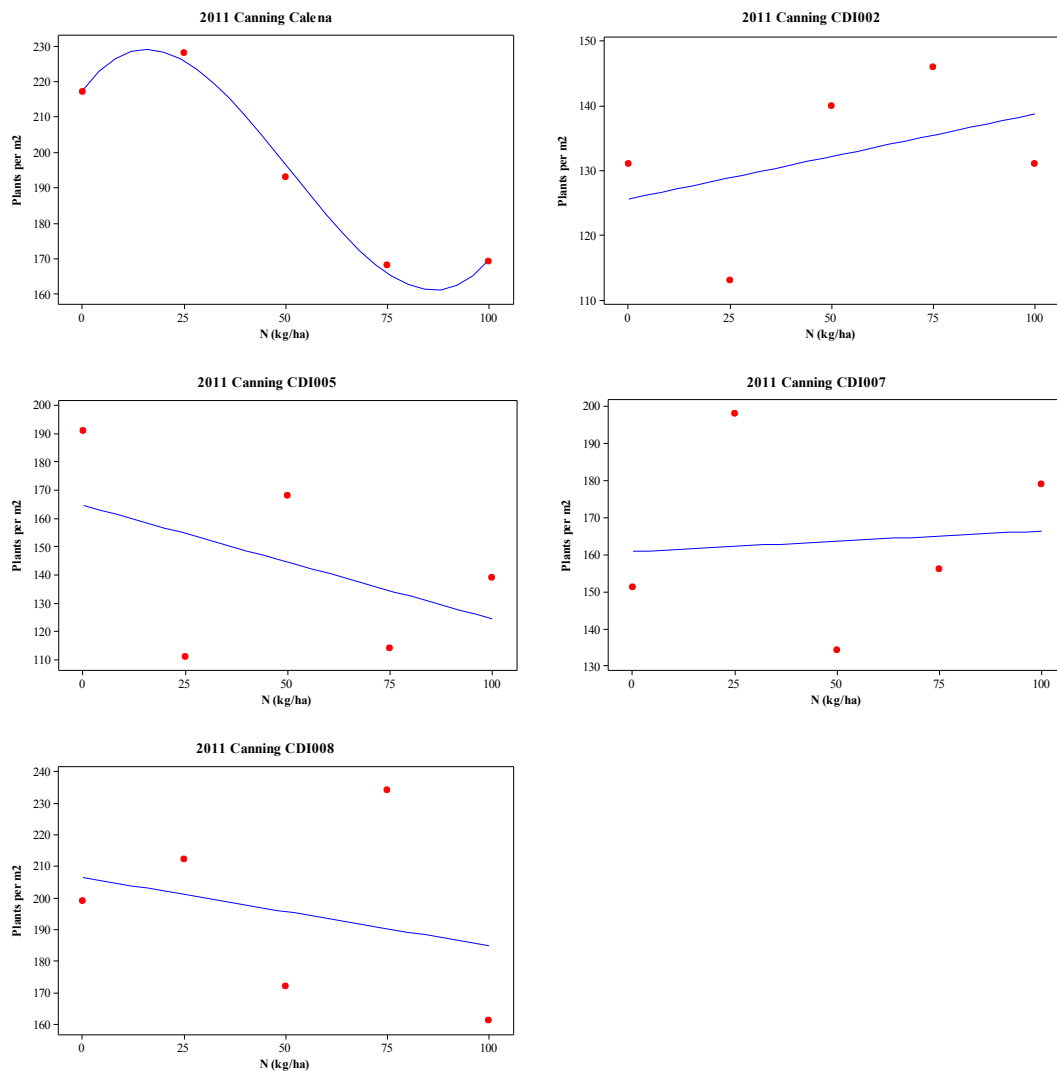 2011 Canning Calena
Plants per m2
230
220
210
200
190
180
170
160
0 25 50 75 100
N (kg/ha)
2011 Canning CDI002
Plants per m2
150
140
130
120
110
0 25 50 75 100
N (kg/ha)
2011 Canning CDI005
Plants per m2
200
190
180
170
160
150
140
130
120
110
0 25 50 75 100
N (kg/ha)
2011 Canning CDI007
Plants per m2
200
190
180
170
160
150
140
130
0 25 50 75 100
N (kg/ha)
2011 Canning CDI008
Plants per m2
240
230
220
210
200
190
180
170
160
0 25 50 75 100
N (kg/ha)